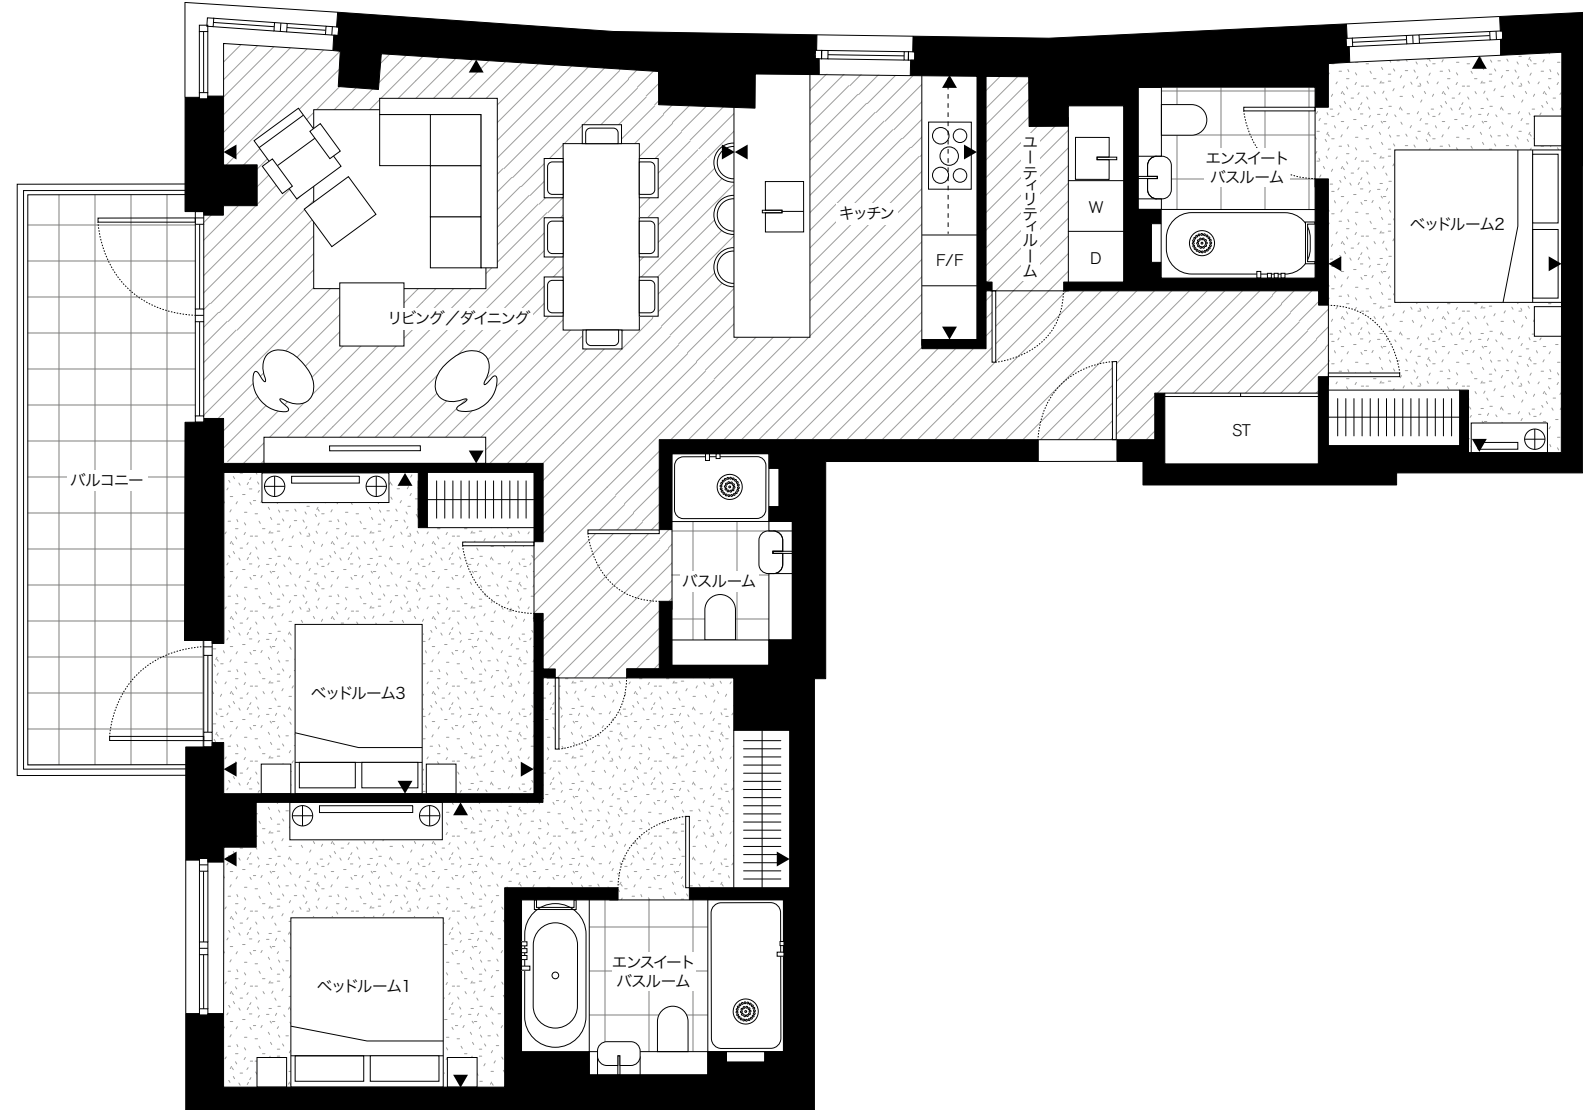 エンスイート
バスルーム
ユーティリティルーム
W
キッチン
ベッドルーム2
F/F
D
リビング／ダイニング
ST
バルコニー
バスルーム
ベッドルーム3
エンスイート
バスルーム
ベッドルーム1